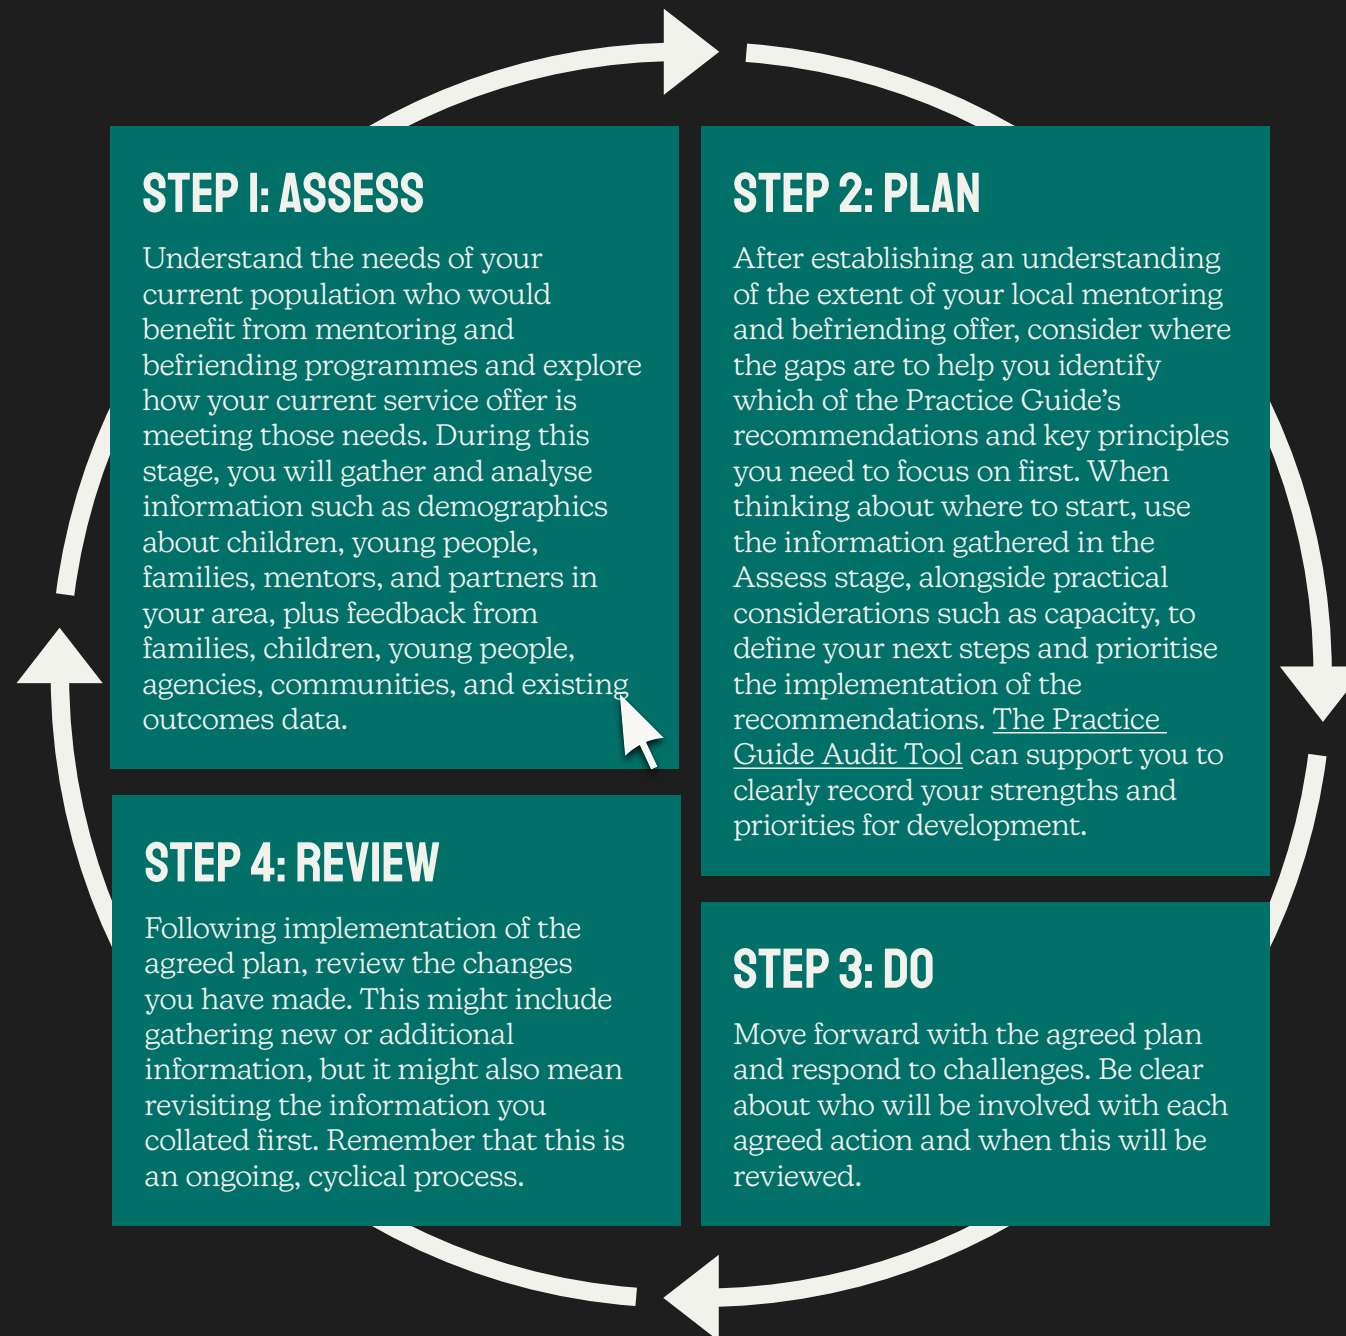 STEP 1: ASSESS
Understand the needs of your
current population who would
benefit from mentoring and
befriending programmes and explore
how your current service offer is
meeting those needs. During this
stage, you will gather and analyse
information such as demographics
about children, young people,
families, mentors, and partners in
your area, plus feedback from
families, children, young people,
agencies, communities, and existing
outcomes data.
STEP 2: PLAN
After establishing an understanding
of the extent of your local mentoring
and befriending offer, consider where
the gaps are to help you identify
which of the Practice Guide’s
recommendations and key principles
you need to focus on first. When
thinking about where to start, use
the information gathered in the
Assess stage, alongside practical
considerations such as capacity, to
define your next steps and prioritise
the implementation of the
recommendations. The Practice
Guide Audit Tool can support you to
clearly record your strengths and
priorities for development.
STEP 3: DO
Move forward with the agreed plan
and respond to challenges. Be clear
about who will be involved with each
agreed action and when this will be
reviewed.
STEP 4: REVIEW
Following implementation of the
agreed plan, review the changes
you have made. This might include
gathering new or additional
information, but it might also mean
revisiting the information you
collated first. Remember that this is
an ongoing, cyclical process.